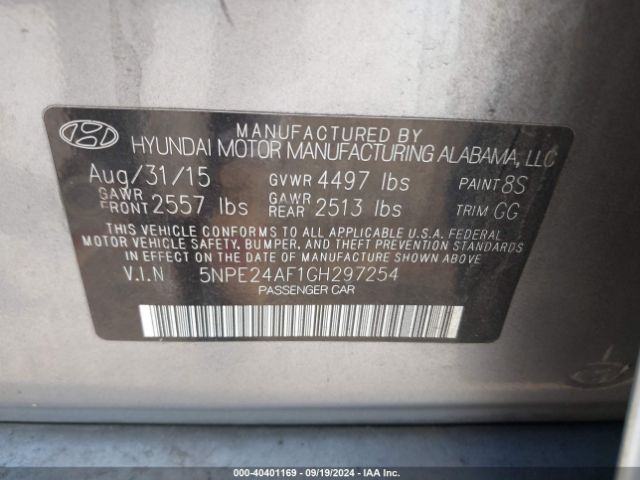 MANUFACTURED BY
HYUNDAI MOTOR MANUFACTURING ALABAMA, LLC
Aug/31/15 GVWR 4497 lbs PAINT 8S
GAWR FRONT 2557 lbs GAWR REAR 2513 lbs TRIM GG
THIS VEHICLE CONFORMS TO ALL APPLICABLE U.S.A. FEDERAL
MOTOR VEHICLE SAFETY, BUMPER, AND THEFT PREVENTION STANDARDS
IN EFFECT ON THE DATE OF MANUFACTURE SHOWN ABOVE
V.I.N 5NPE24AF1GH297254
PASSENGER CAR
000-40401169 - 09/19/2024 - IAA Inc.